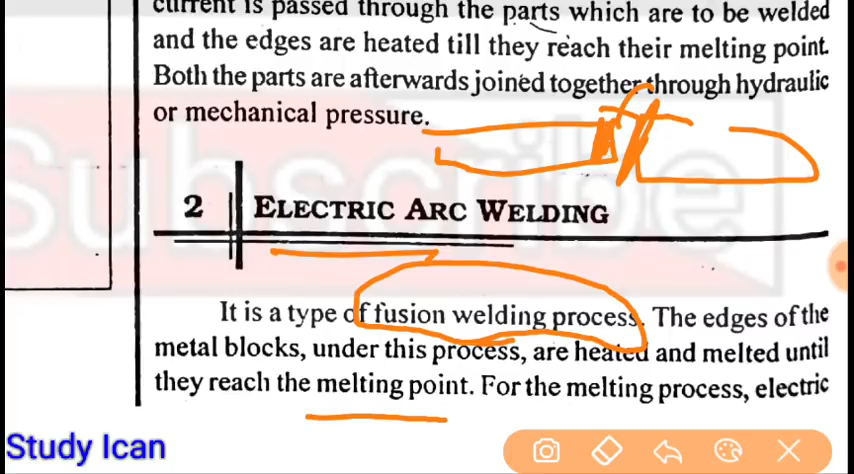 current is passed through the parts which are to be welded
and the edges are heated till they reach their melting point.
Both the parts are afterwards joined together through hydraulic
or mechanical pressure.
2 ELECTRIC ARC WELDING
It is a type of fusion welding process. The edges of the
metal blocks, under this process, are heated and melted until
they reach the melting point. For the melting process, electric
Subscribe
Study Ican